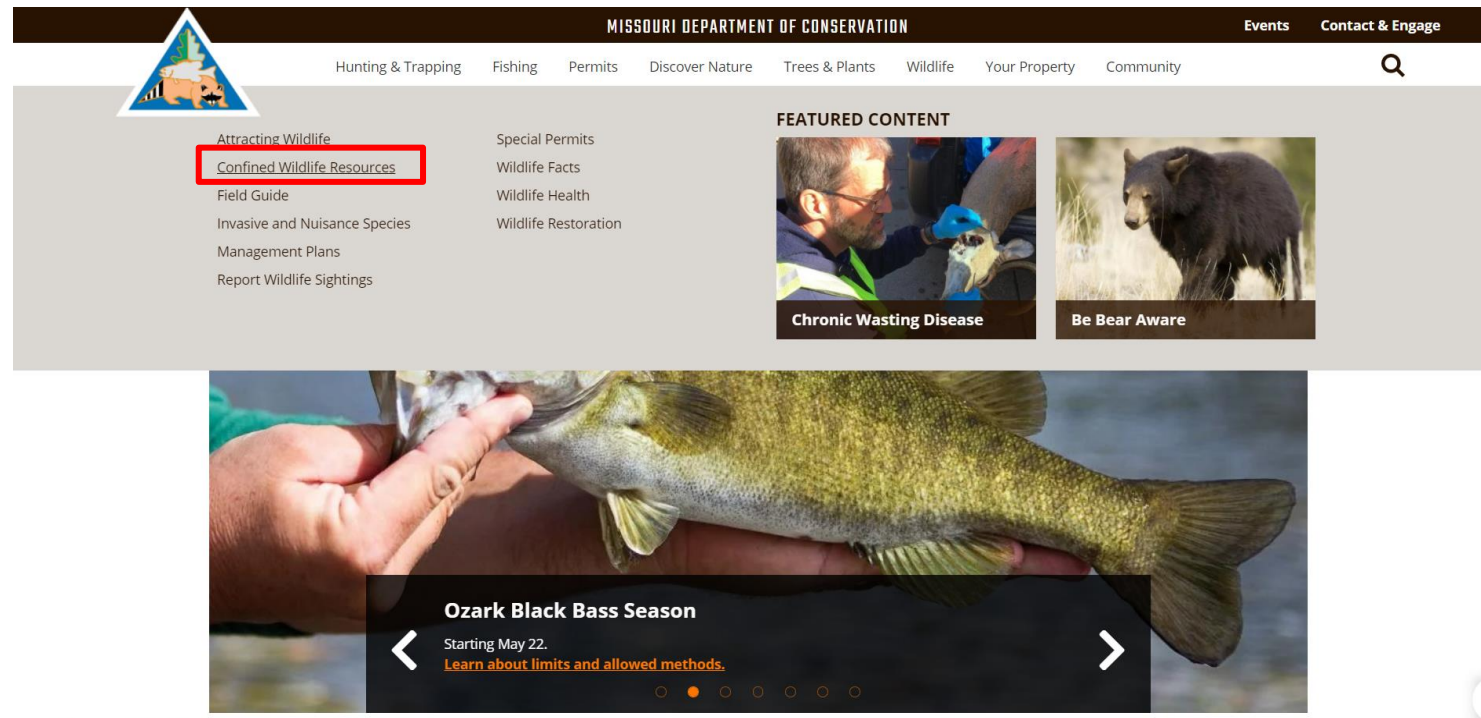 MISSOURI DEPARTMENT OF CONSERVATION
Events Contact & Engage
Hunting & Trapping Fishing Permits Discover Nature Trees & Plants Wildlife Your Property Community
Attracting Wildlife
Confined Wildlife Resources
Field Guide
Invasive and Nuisance Species
Management Plans
Report Wildlife Sightings
Special Permits
Wildlife Facts
Wildlife Health
Wildlife Restoration
FEATURED CONTENT
Chronic Wasting Disease
Be Bear Aware
Ozark Black Bass Season
Starting May 22.
Learn about limits and allowed methods.